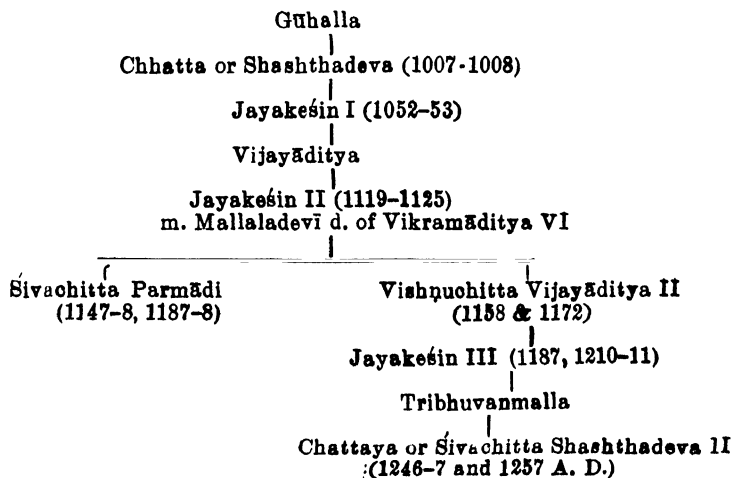 Gūhalla
Chhatta or Shashthadeva (1007-1008)
Jayakeśin I (1052–53)
Vijayāditya
Jayakeśin II (1119–1125)
m. Mallaladevī d. of Vikramāditya VI
Śivachitta Parmādi
(1147–8, 1187–8)
Vishṇuchitta Vijayāditya II
(1158 & 1172)
Jayakeśin III (1187, 1210–11)
Tribhuvanmalla
Chattaya or Śivachitta Shashthadeva II
(1246–7 and 1257 A. D.)